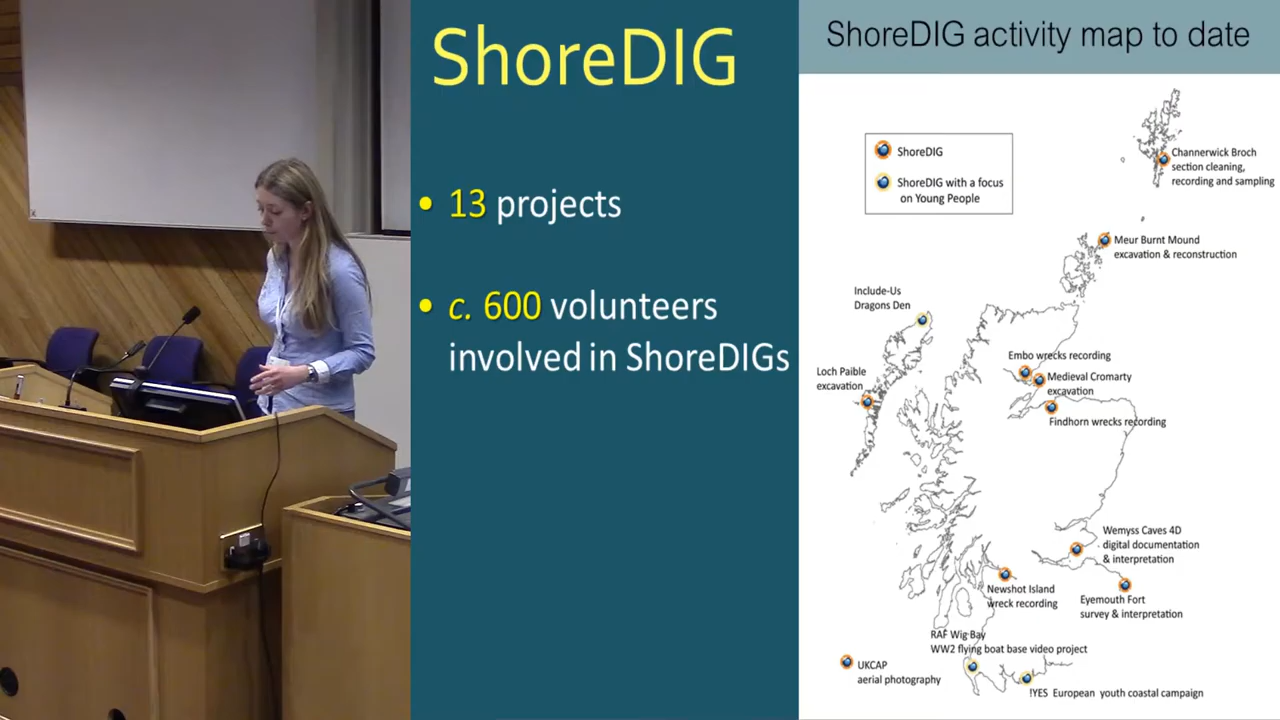 ShoreDIG
• 13 projects
• c. 600 volunteers
involved in ShoreDIGs
ShoreDIG activity map to date
ShoreDIG
ShoreDIG with a focus
on Young People
Channerwick Broch
section cleaning,
recording and sampling
Meur Burnt Mound
excavation & reconstruction
Include-Us
Dragons Den
Embo wrecks recording
Loch Paible
excavation
Medieval Cromarty
excavation
Findhorn wrecks recording
Wemyss Caves 4D
digital documentation
& interpretation
Newshot Island
wreck recording
Eyemouth Fort
survey & interpretation
RAF Wig Bay
WW2 flying boat base video project
UKCAP
aerial photography
!YES European youth coastal campaign